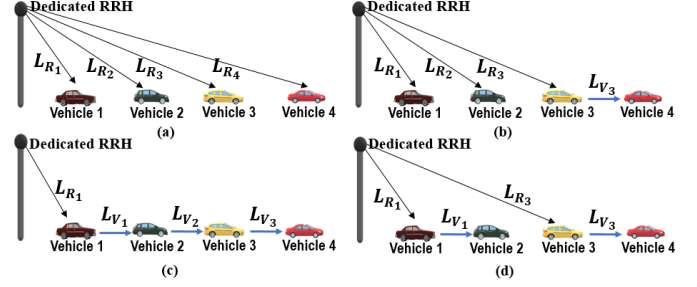 Dedicated RRH
L_{R_1} L_{R_2} L_{R_3} L_{R_4}
Vehicle 1 Vehicle 2 Vehicle 3 Vehicle 4
(a)
Dedicated RRH
L_{R_1} L_{R_2} L_{R_3} L_{V_3}
Vehicle 1 Vehicle 2 Vehicle 3 Vehicle 4
(b)
Dedicated RRH
L_{R_1} L_{V_1} L_{V_2} L_{V_3}
Vehicle 1 Vehicle 2 Vehicle 3 Vehicle 4
(c)
Dedicated RRH
L_{R_1} L_{V_1} L_{R_3} L_{V_3}
Vehicle 1 Vehicle 2 Vehicle 3 Vehicle 4
(d)